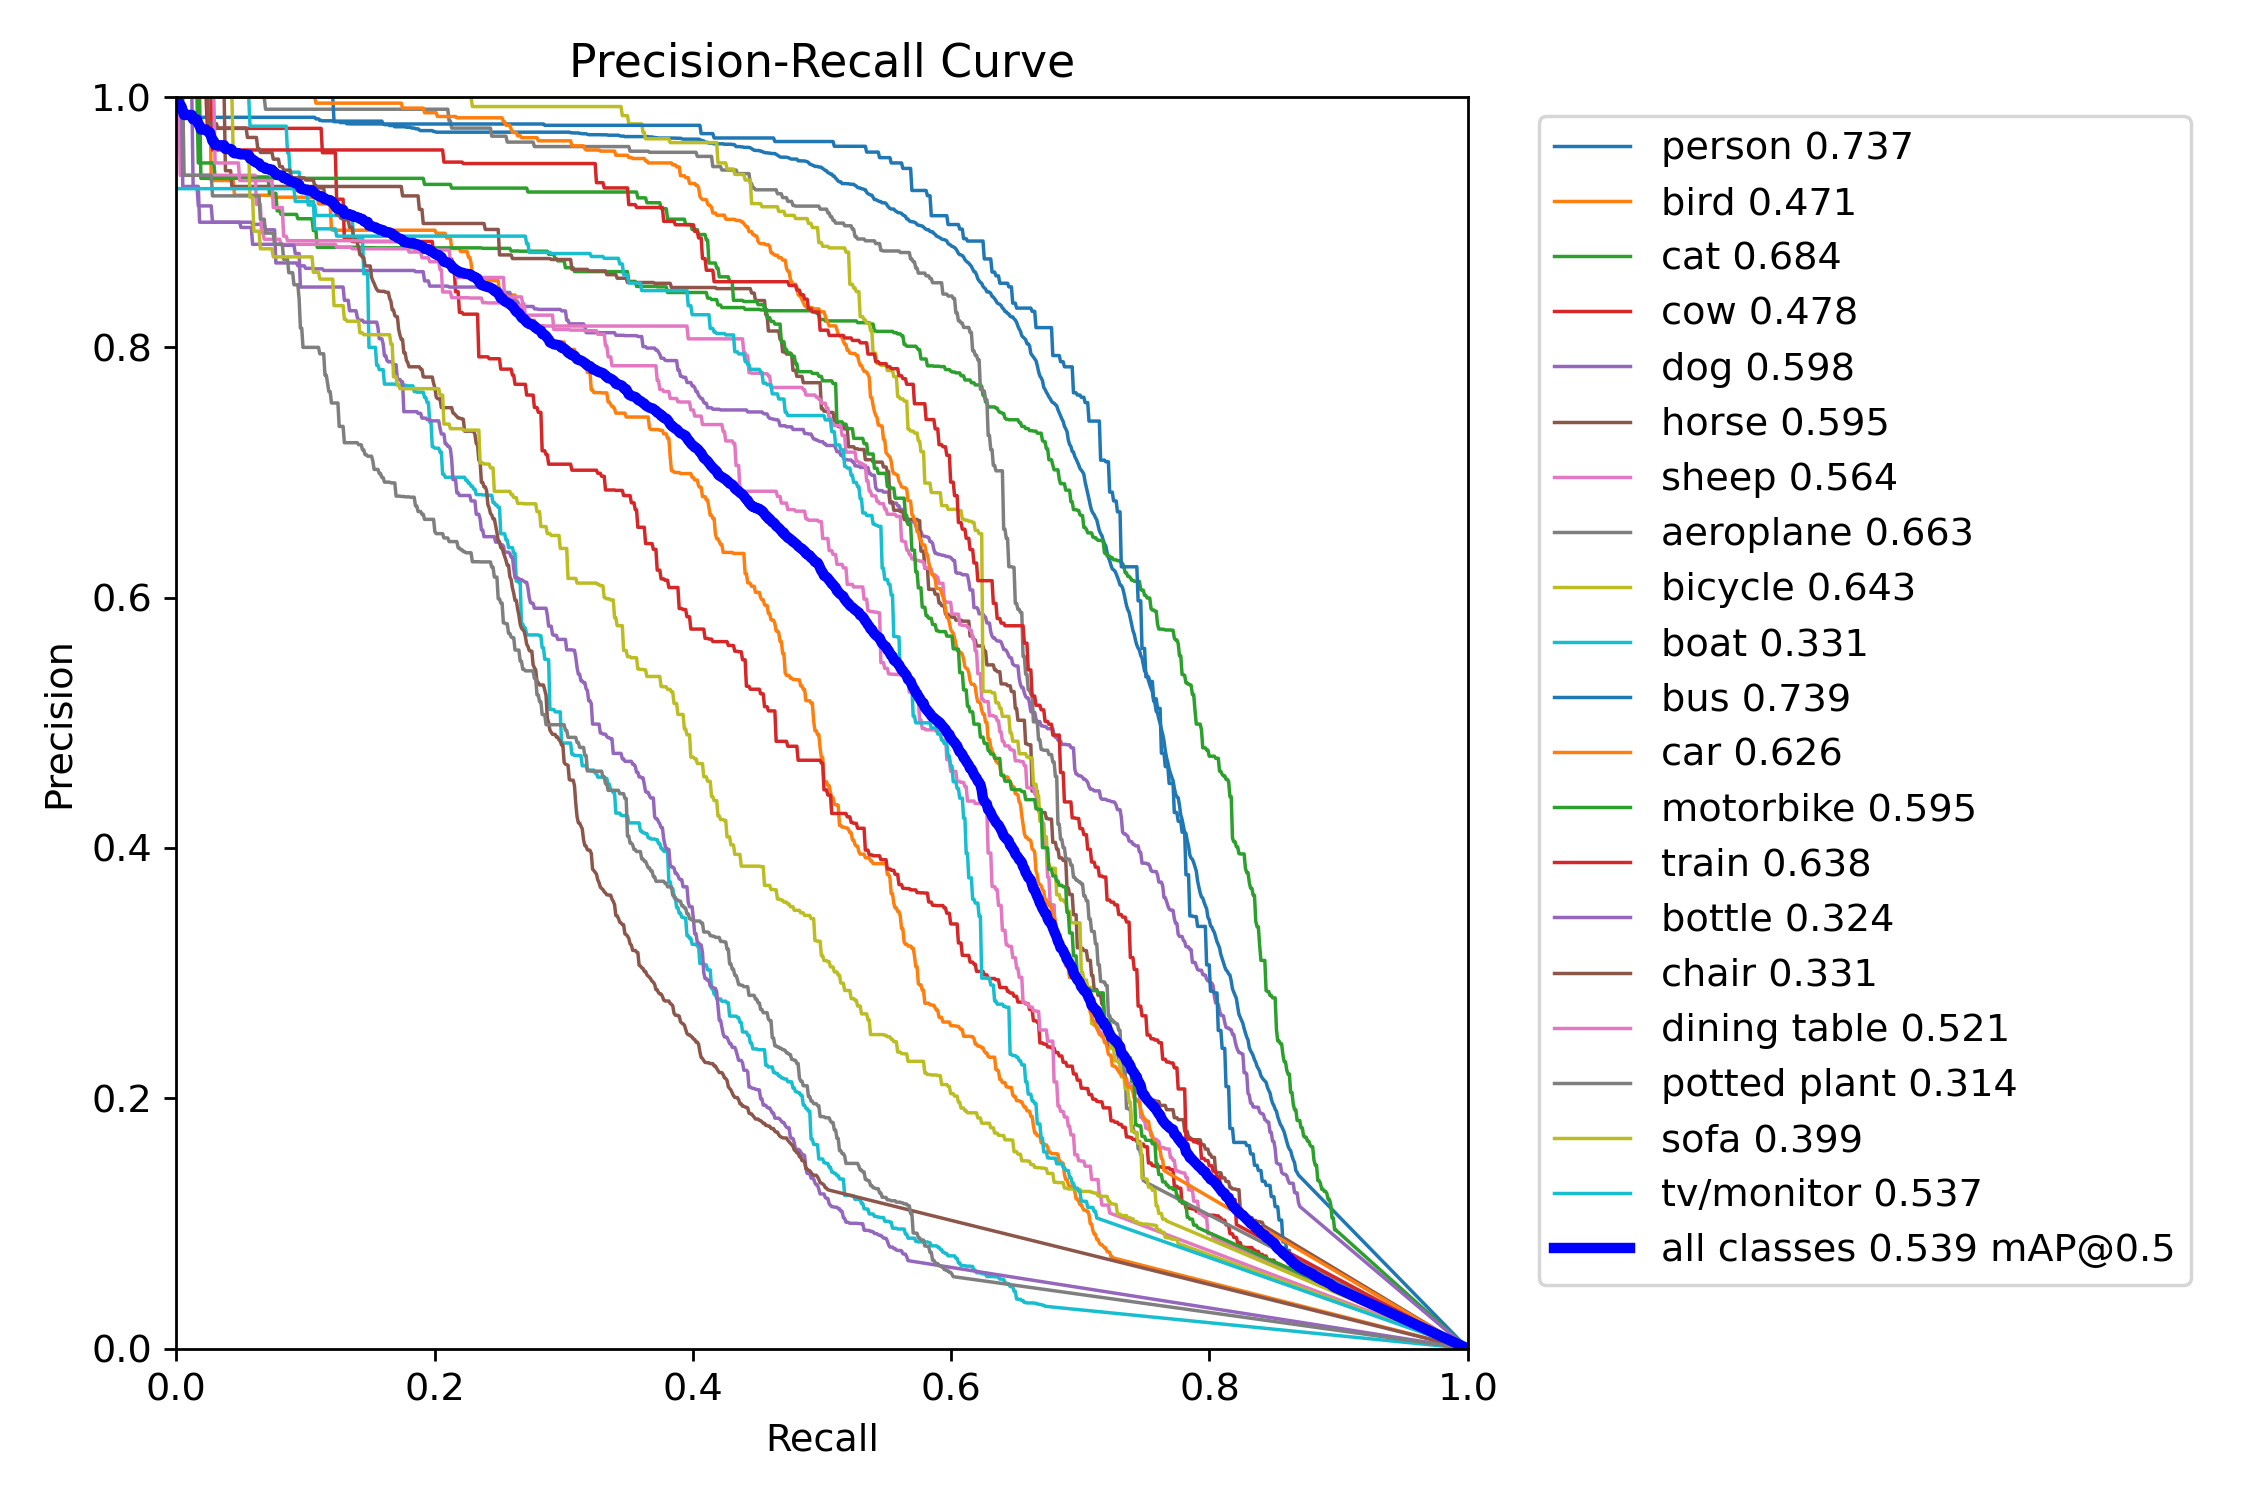 Precision-Recall Curve
1.0
0.8
0.6
0.4
0.2
0.0
Precision
0.0 0.2 0.4 0.6 0.8 1.0
Recall
person 0.737
bird 0.471
cat 0.684
cow 0.478
dog 0.598
horse 0.595
sheep 0.564
aeroplane 0.663
bicycle 0.643
boat 0.331
bus 0.739
car 0.626
motorbike 0.595
train 0.638
bottle 0.324
chair 0.331
dining table 0.521
potted plant 0.314
sofa 0.399
tv/monitor 0.537
all classes 0.539 mAP@0.5